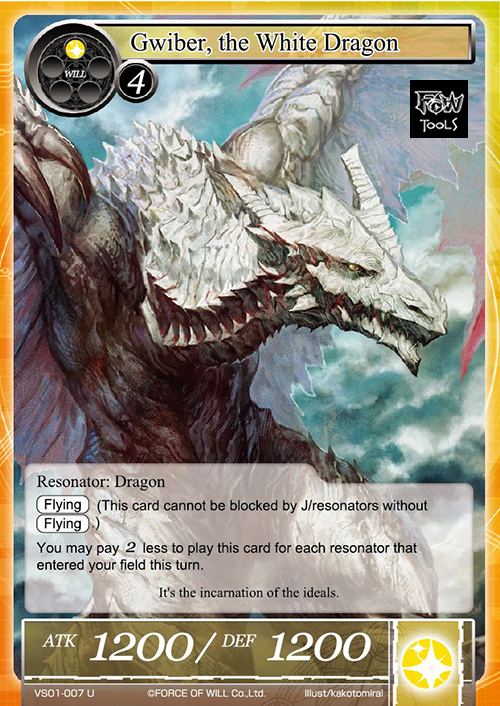 Gwiber, the White Dragon
WILL
4
FOW
TOOLS
Resonator: Dragon
Flying (This card cannot be blocked by J/resonators without
Flying .)
You may pay 2 less to play this card for each resonator that
entered your field this turn.
It's the incarnation of the ideals.
ATK 1200 / DEF 1200
VS01-007 U ©FORCE OF WILL Co.,Ltd. Illust/kakotomirai